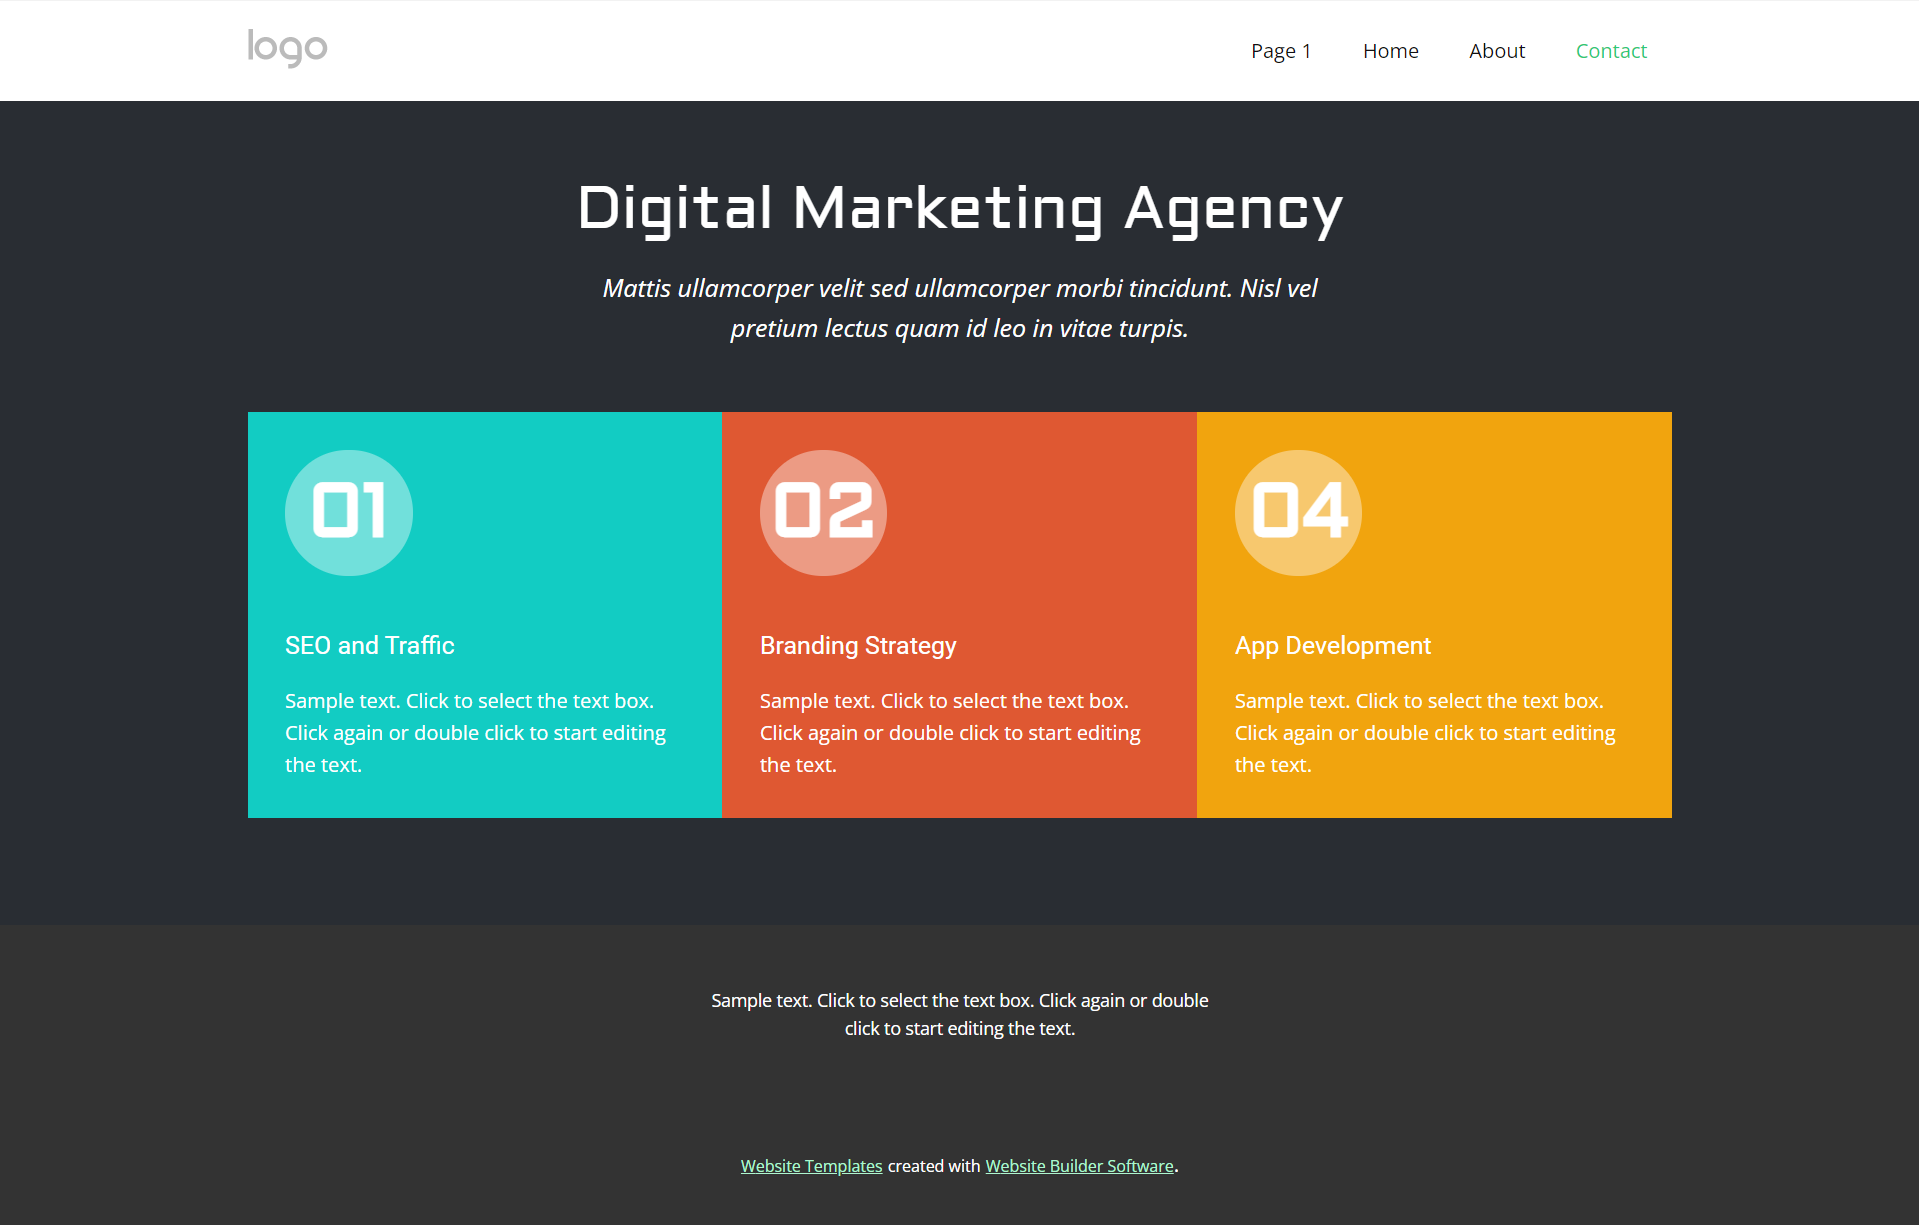 logo
Page 1 Home About Contact
Digital Marketing Agency
Mattis ullamcorper velit sed ullamcorper morbi tincidunt. Nisl vel
pretium lectus quam id leo in vitae turpis.
01
SEO and Traffic
Sample text. Click to select the text box.
Click again or double click to start editing
the text.
02
Branding Strategy
Sample text. Click to select the text box.
Click again or double click to start editing
the text.
04
App Development
Sample text. Click to select the text box.
Click again or double click to start editing
the text.
Sample text. Click to select the text box. Click again or double
click to start editing the text.
Website Templates created with Website Builder Software.